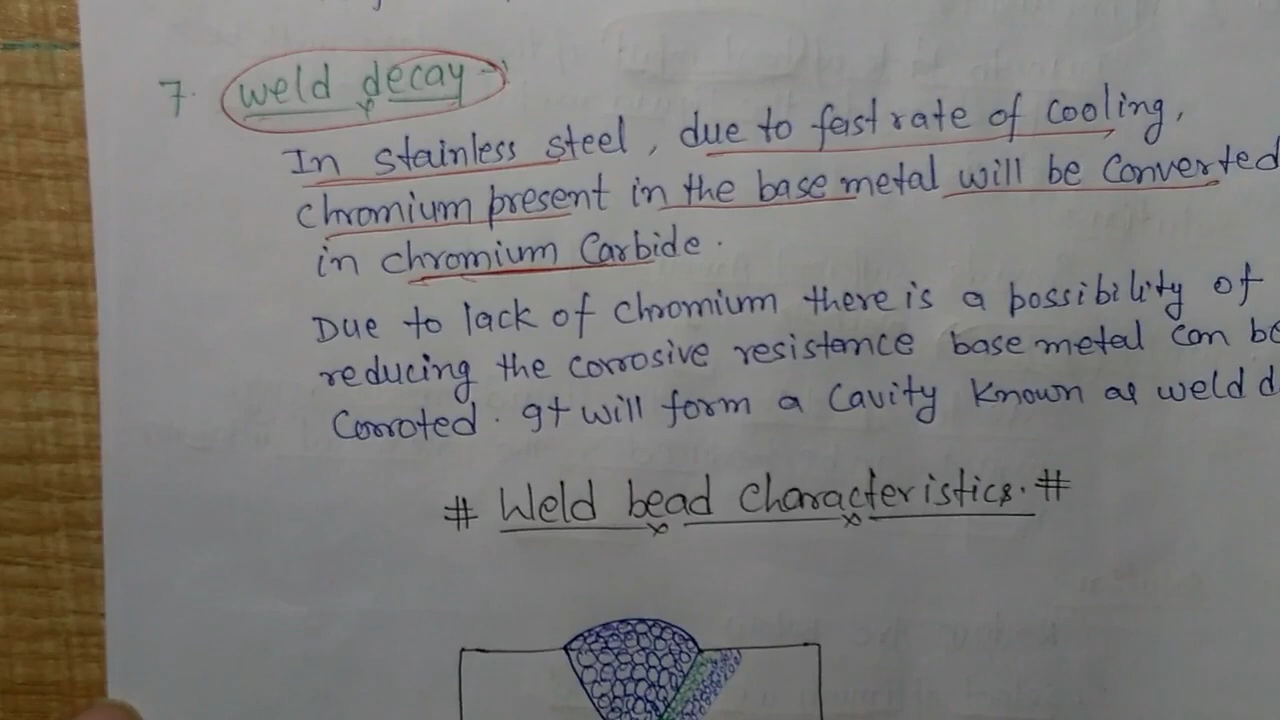 7. weld decay →
In stainless steel, due to fast rate of cooling,
chromium present in the base metal will be converted
in chromium Carbide.
Due to lack of chromium there is a possibility of
reducing the corrosive resistence base metal can be
Corroted. It will form a cavity known as weld d
# Weld bead characteristics. #